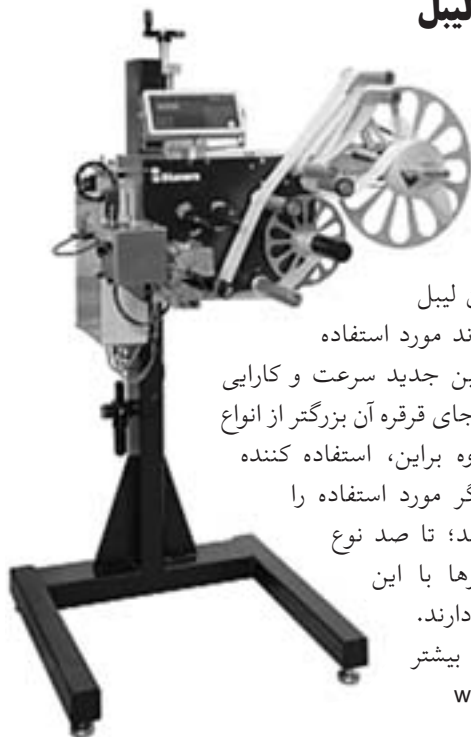 لیبل
لیبل
ند مورد استفاده
ین جدید سرعت و کارایی
جای قرقره آن بزرگتر از انواع
وه براین، استفاده کننده
گر مورد استفاده را
ند؛ تا صد نوع
رها با این
دارند.
بیشتر
w